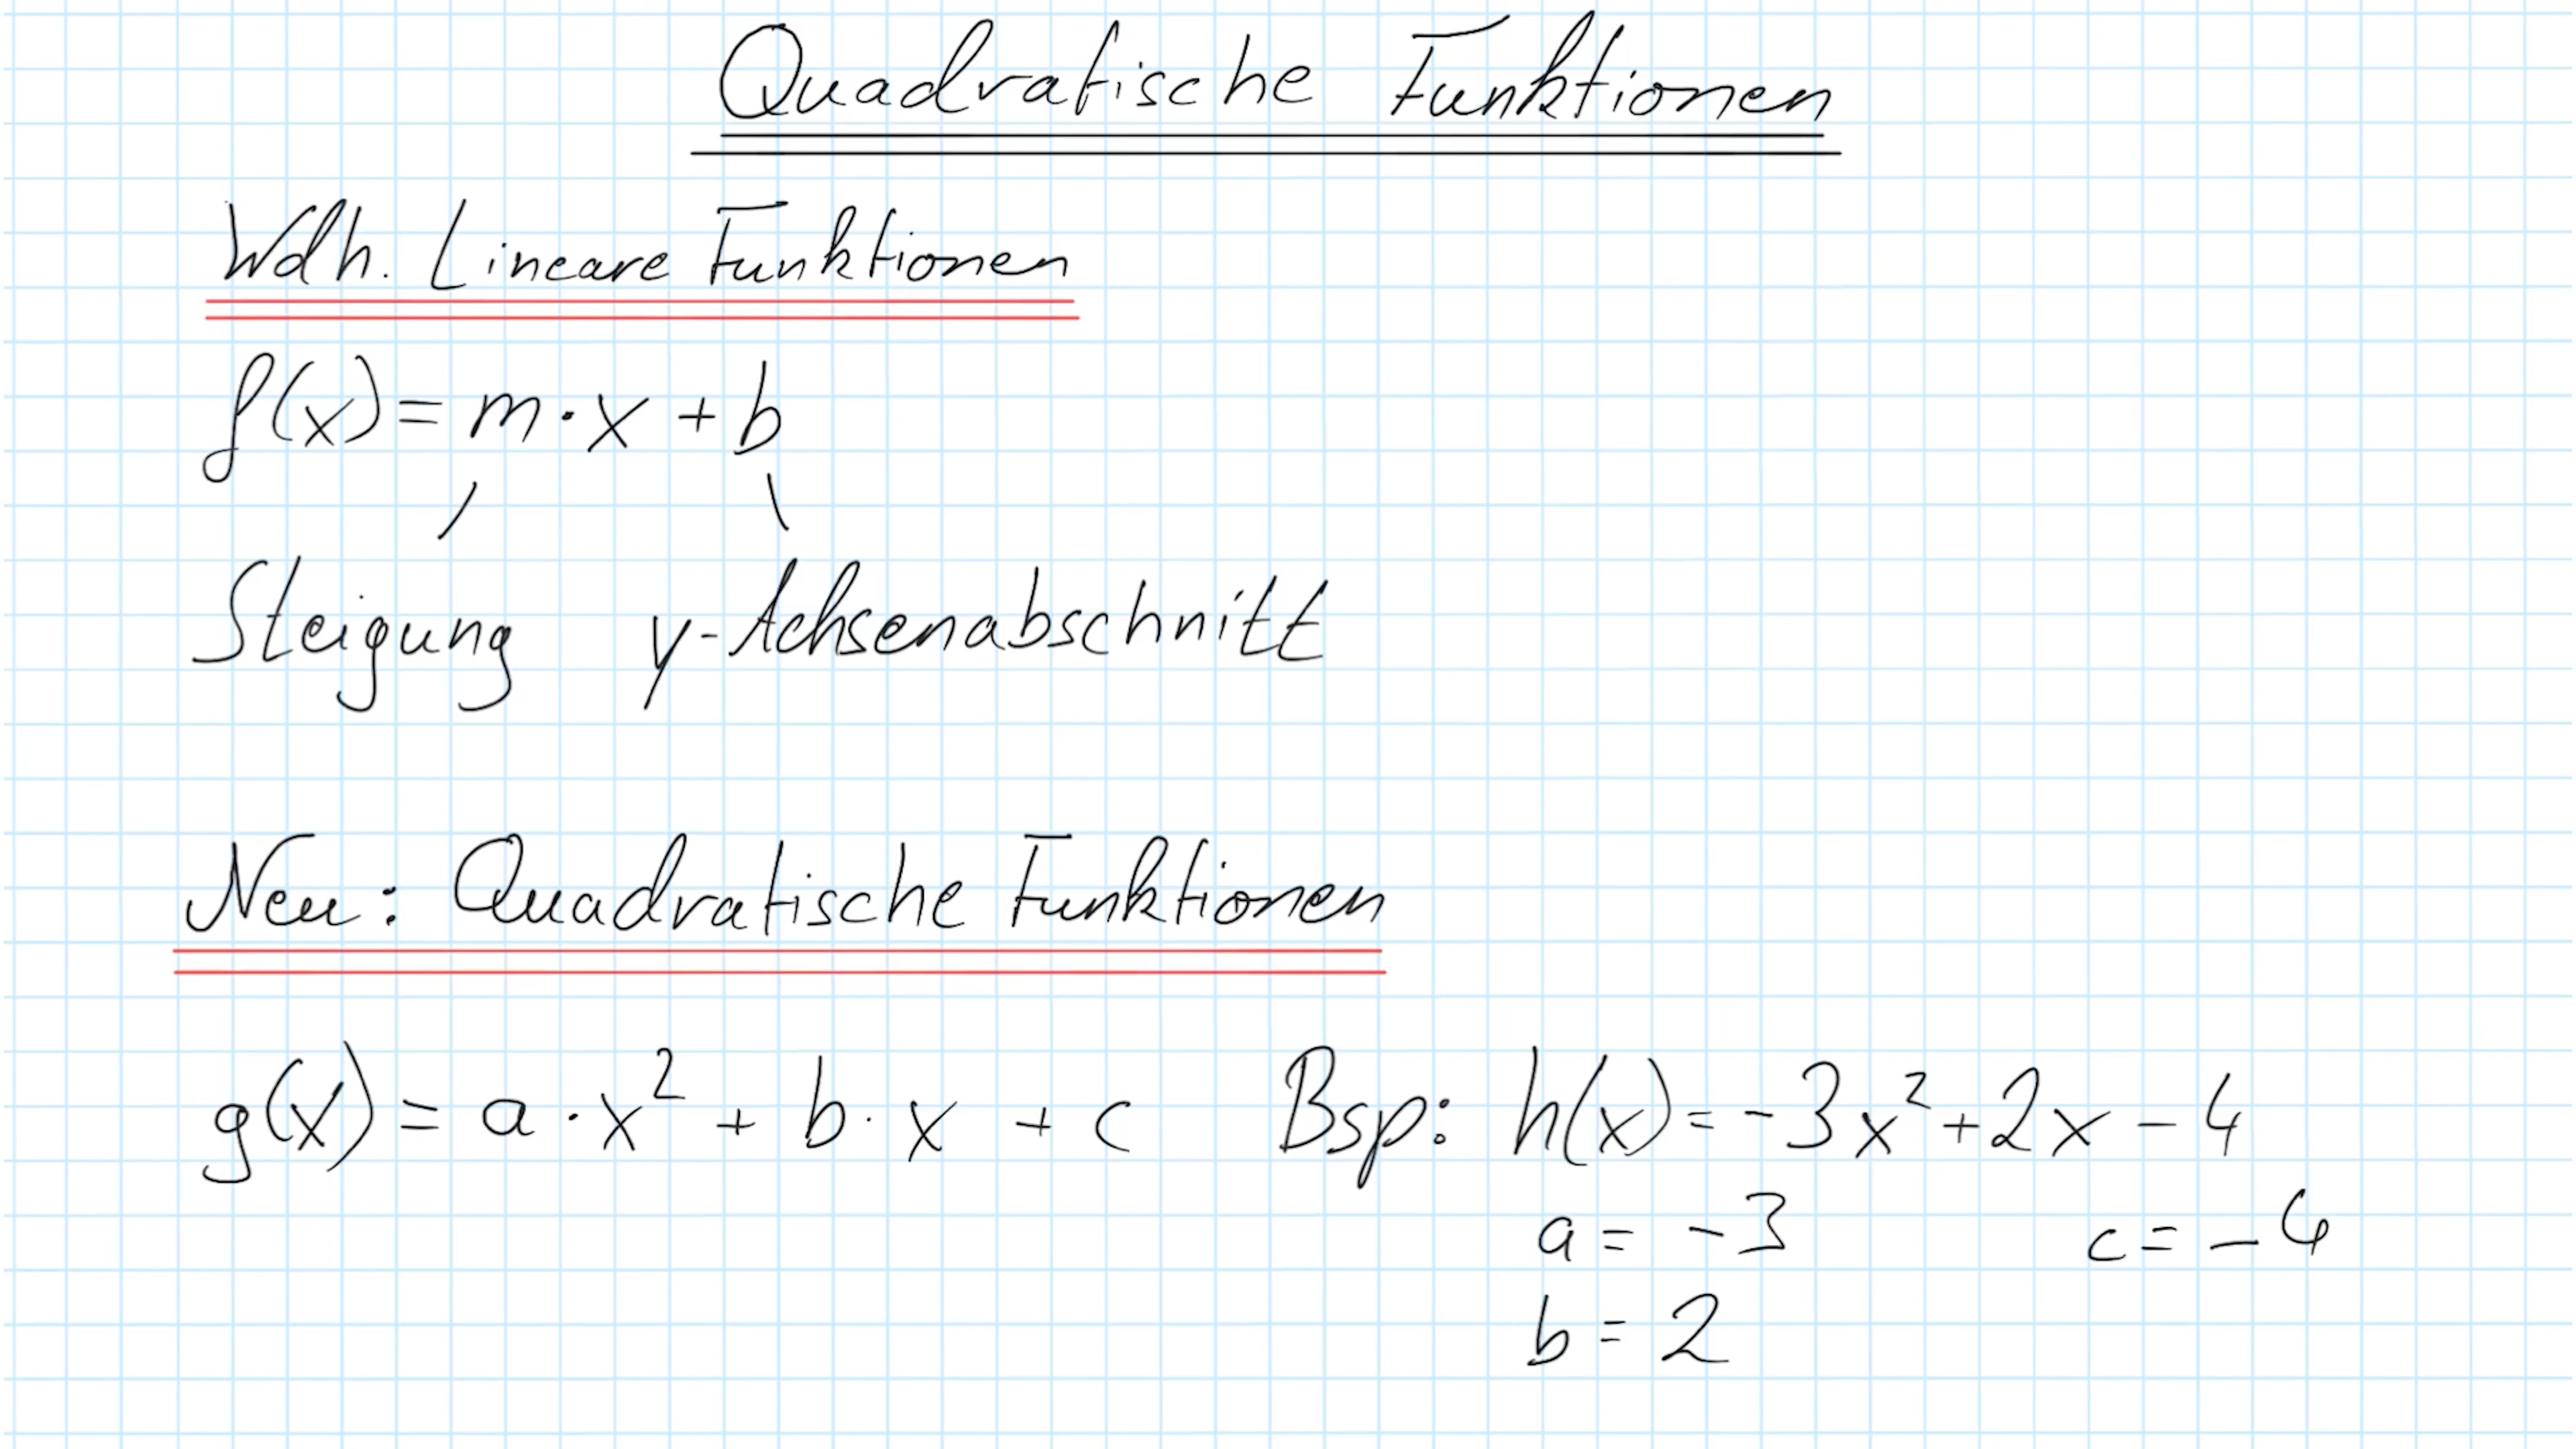 Quadratische Funktionen
Wdh. Lineare Funktionen
f(x) = m · x + b
Steigung y-Achsenabschnitt
Neu: Quadratische Funktionen
g(x) = a · x² + b · x + c Bsp: h(x) = -3x² + 2x - 4
a = -3 c = -4
b = 2